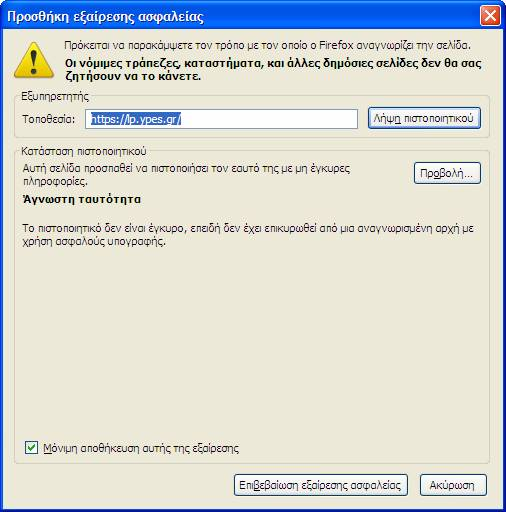 Προσθήκη εξαίρεσης ασφαλείας
Πρόκειται να παρακάμψετε τον τρόπο με τον οποίο ο Firefox αναγνωρίζει την σελίδα.
Οι νόμιμες τράπεζες, καταστήματα, και άλλες δημόσιες σελίδες δεν θα σας
ζητήσουν να το κάνετε.
Εξυπηρετητής
Τοποθεσία: https://lp.ypes.gr/ Λήψη πιστοποιητικού
Κατάσταση πιστοποιητικού
Αυτή σελίδα προσπαθεί να πιστοποιήσει τον εαυτό της με μη έγκυρες
πληροφορίες.
Προβολή...
Άγνωστη ταυτότητα
Το πιστοποιητικό δεν είναι έγκυρο, επειδή δεν έχει επικυρωθεί από μια αναγνωρισμένη αρχή με
χρήση ασφαλούς υπογραφής.
Μόνιμη αποθήκευση αυτής της εξαίρεσης
Επιβεβαίωση εξαίρεσης ασφαλείας Ακύρωση